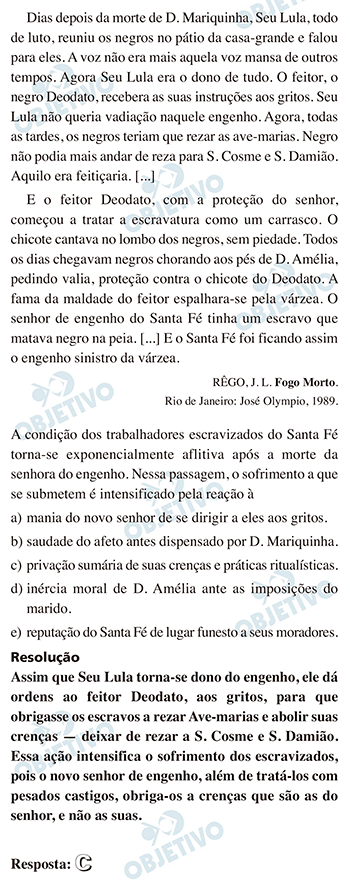 Dias depois da morte de D. Mariquinha, Seu Lula, todo
de luto, reuniu os negros no pátio da casa-grande e falou
para eles. A voz não era mais aquela voz mansa de outros
tempos. Agora Seu Lula era o dono de tudo. O feitor, o
negro Deodato, recebera as suas instruções aos gritos. Seu
Lula não queria vadiação naquele engenho. Agora, todas
as tardes, os negros teriam que rezar as ave-marias. Negro
não podia mais andar de reza para S. Cosme e S. Damião.
Aquilo era feitiçaria. [...]
E o feitor Deodato, com a proteção do senhor,
começou a tratar a escravatura como um carrasco. O
chicote cantava no lombo dos negros, sem piedade. Todos
os dias chegavam negros chorando aos pés de D. Amélia,
pedindo valia, proteção contra o chicote do Deodato. A
fama da maldade do feitor espalhara-se pela várzea. O
senhor de engenho do Santa Fé tinha um escravo que
matava negro na peia. [...] E o Santa Fé foi ficando assim
o engenho sinistro da várzea.
RÊGO, J. L. Fogo Morto.
Rio de Janeiro: José Olympio, 1989.
A condição dos trabalhadores escravizados do Santa Fé
torna-se exponencialmente aflitiva após a morte da
senhora do engenho. Nessa passagem, o sofrimento a que
se submetem é intensificado pela reação à
a) mania do novo senhor de se dirigir a eles aos gritos.
b) saudade do afeto antes dispensado por D. Mariquinha.
c) privação sumária de suas crenças e práticas ritualísticas.
d) inércia moral de D. Amélia ante as imposições do
marido.
e) reputação do Santa Fé de lugar funesto a seus moradores.
Resolução
Assim que Seu Lula torna-se dono do engenho, ele dá
ordens ao feitor Deodato, aos gritos, para que
obrigasse os escravos a rezar Ave-marias e abolir suas
crenças — deixar de rezar a S. Cosme e S. Damião.
Essa ação intensifica o sofrimento dos escravizados,
pois o novo senhor de engenho, além de tratá-los com
pesados castigos, obriga-os a crenças que são as do
senhor, e não as suas.
Resposta: C
OBJETIVO
OBJETIVO
OBJETIVO
OBJETIVO
OBJETIVO
OBJETIVO
OBJETIVO
OBJETIVO
OBJETIVO